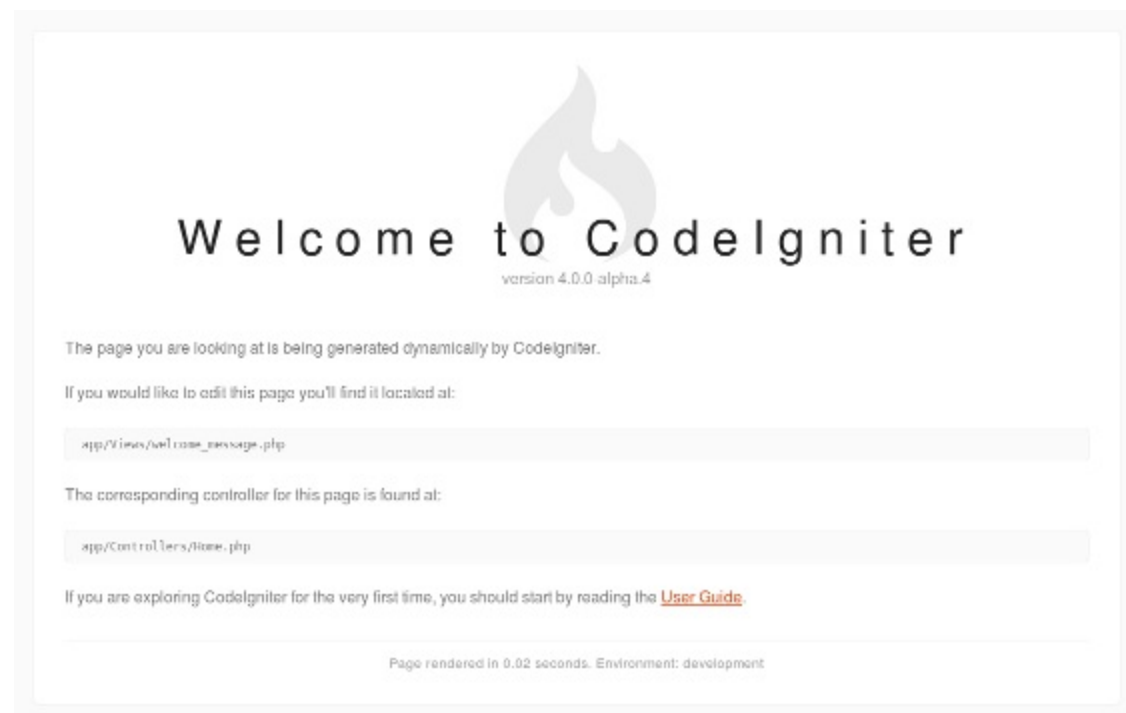 Welcome to CodeIgniter
version 4.0.0-alpha.4
The page you are looking at is being generated dynamically by CodeIgniter.
If you would like to edit this page you'll find it located at:
app/Views/welcome_message.php
The corresponding controller for this page is found at:
app/Controllers/Home.php
If you are exploring CodeIgniter for the very first time, you should start by reading the User Guide.
Page rendered in 0.02 seconds. Environment: development